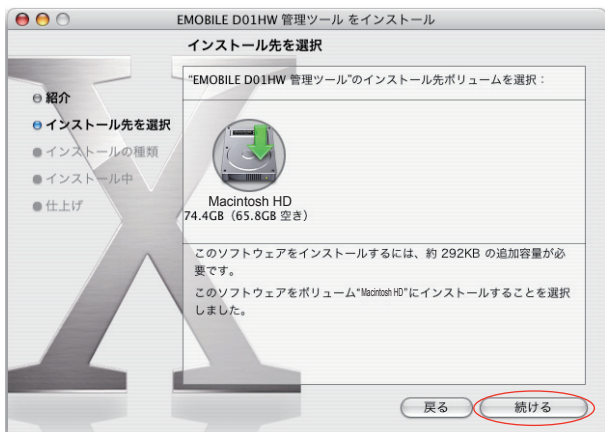 EMOBILE D01HW 管理ツール をインストール
インストール先を選択
紹介
インストール先を選択
インストールの種類
インストール中
仕上げ
"EMOBILE D01HW 管理ツール"のインストール先ボリュームを選択：
Macintosh HD
74.4GB（65.8GB 空き）
このソフトウェアをインストールするには、約 292KB の追加容量が必
要です。
このソフトウェアをボリューム"Macintosh HD"にインストールすることを選択
しました。
戻る
続ける